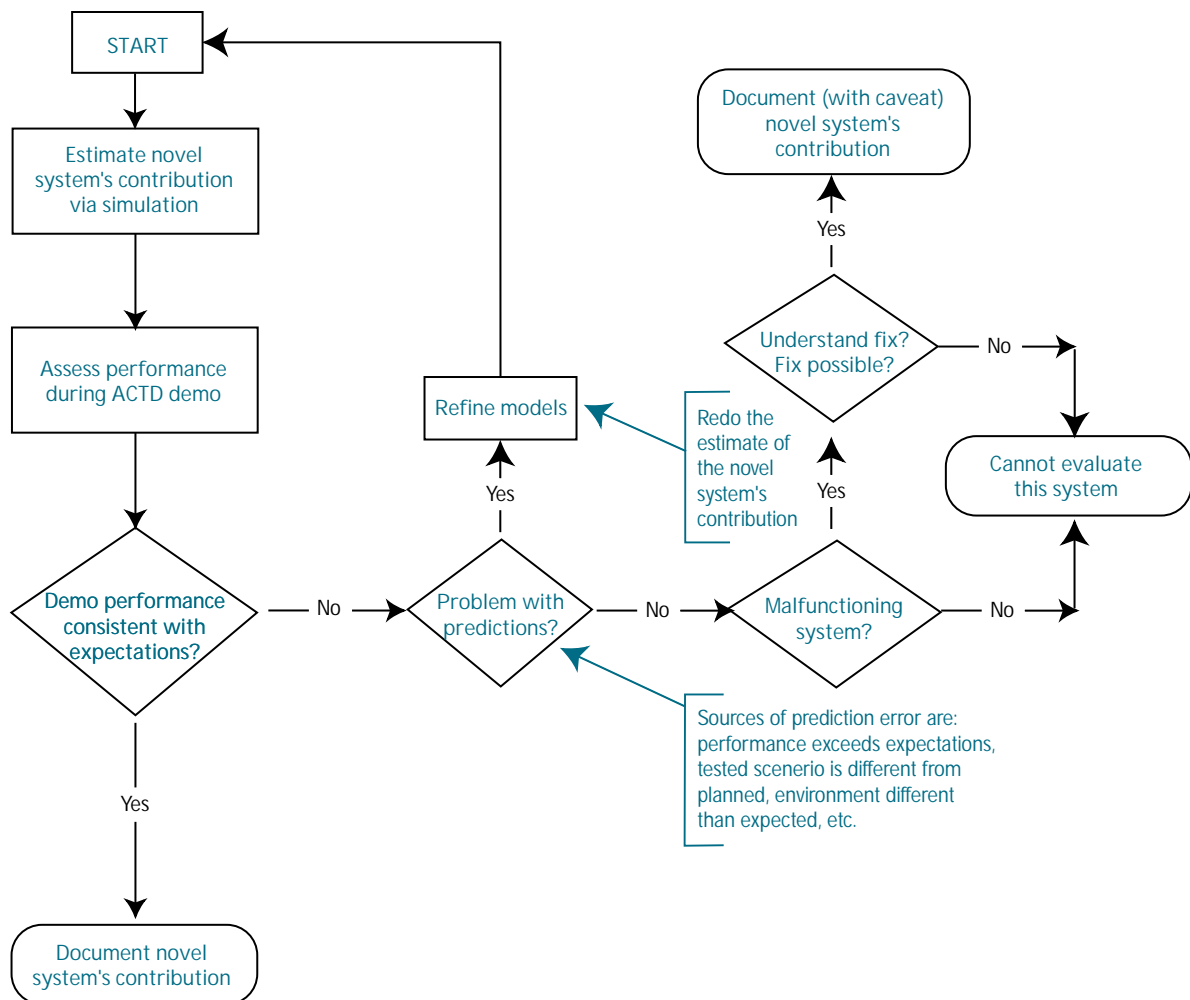 START
Estimate novel
system's contribution
via simulation
Assess performance
during ACTD demo
Demo performance
consistent with
expectations?
Yes
Document novel
system's contribution
No
Problem with
predictions?
Yes
Refine models
Redo the
estimate of
the novel
system's
contribution
Sources of prediction error are:
performance exceeds expectations,
tested scenerio is different from
planned, environment different
than expected, etc.
No
Malfunctioning
system?
Yes
Understand fix?
Fix possible?
Yes
Document (with caveat)
novel system's
contribution
No
No
Cannot evaluate
this system